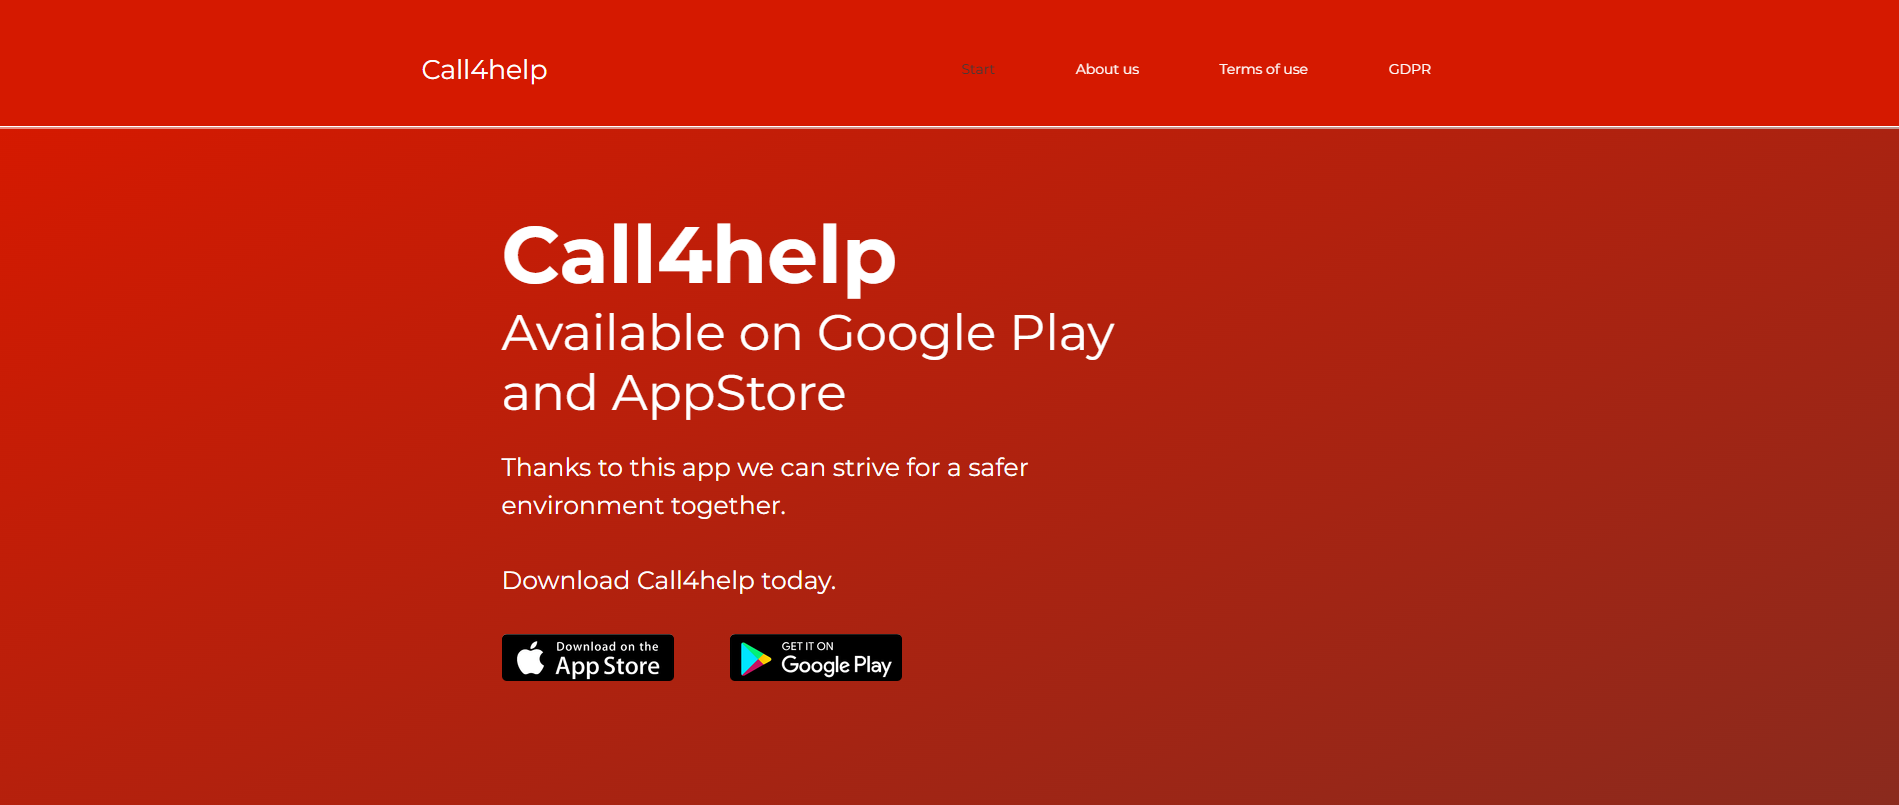 Call4help
Start
About us
Terms of use
GDPR
Call4help
Available on Google Play
and AppStore
Thanks to this app we can strive for a safer
environment together.
Download Call4help today.
Download on the
App Store
GET IT ON
Google Play